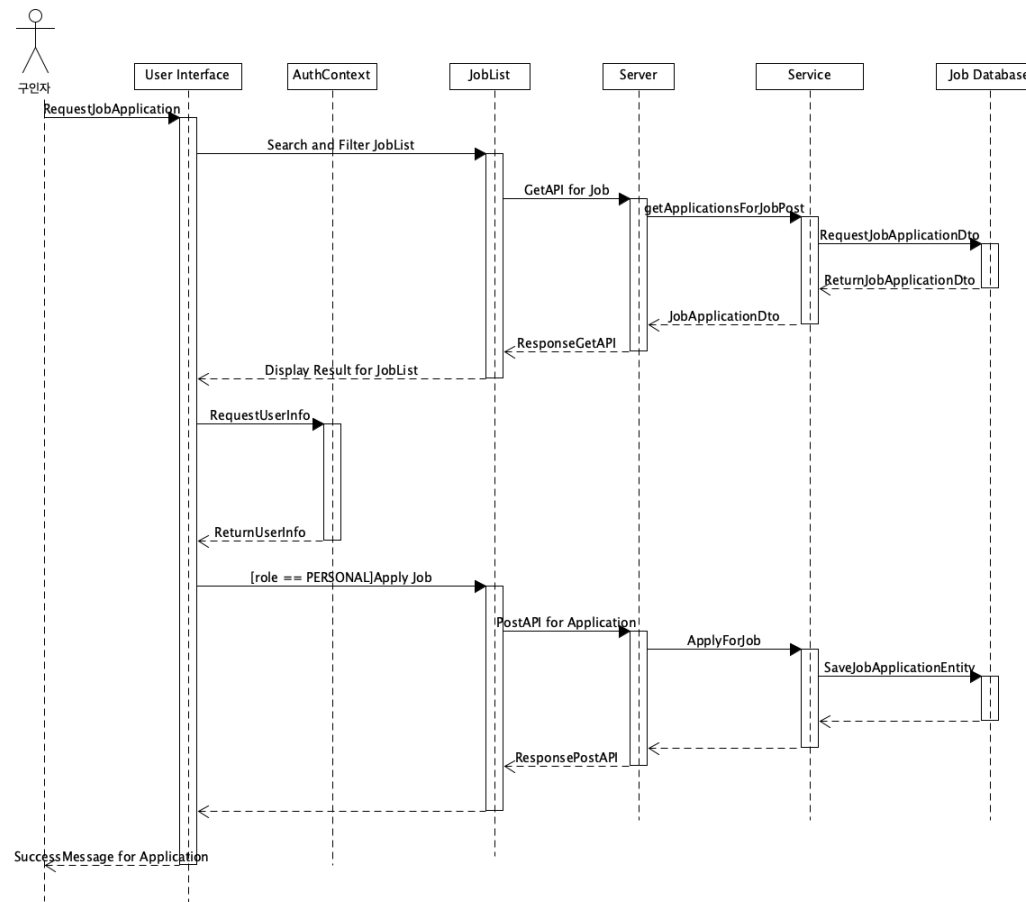 구인자
User Interface
AuthContext
JobList
Server
Service
Job Database
RequestJobApplication
Search and Filter JobList
GetAPI for Job
getApplicationsForJobPost
RequestJobApplicationDto
ReturnJobApplicationDto
JobApplicationDto
ResponseGetAPI
Display Result for JobList
RequestUserInfo
ReturnUserInfo
[role == PERSONAL]Apply Job
PostAPI for Application
ApplyForJob
SaveJobApplicationEntity
ResponsePostAPI
SuccessMessage for Application